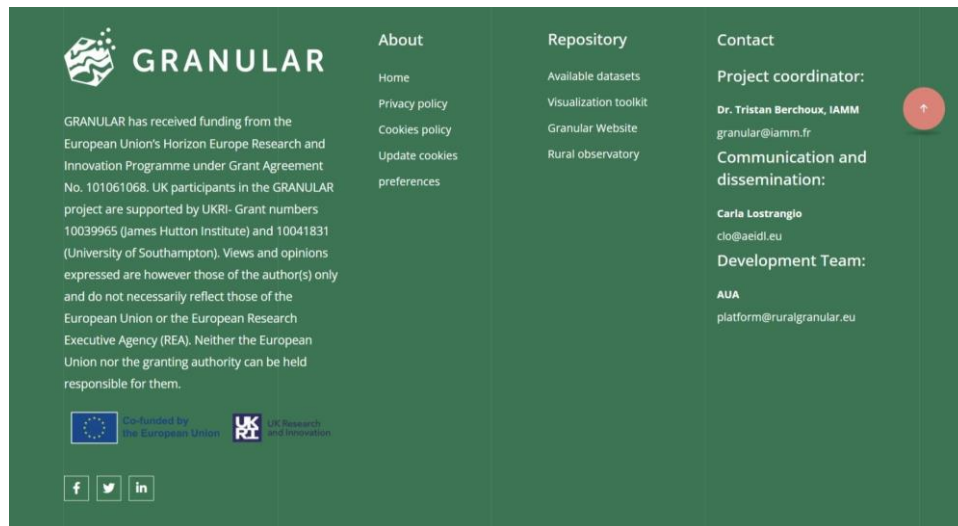 GRANULAR
GRANULAR has received funding from the
European Union's Horizon Europe Research and
Innovation Programme under Grant Agreement
No. 101061068. UK participants in the GRANULAR
project are supported by UKRI- Grant numbers
10039965 (James Hutton Institute) and 10041831
(University of Southampton). Views and opinions
expressed are however those of the author(s) only
and do not necessarily reflect those of the
European Union or the European Research
Executive Agency (REA). Neither the European
Union nor the granting authority can be held
responsible for them.
Co-funded by
the European Union
UK
RI
UK Research
and Innovation
About
Home
Privacy policy
Cookies policy
Update cookies
preferences
Repository
Available datasets
Visualization toolkit
Granular Website
Rural observatory
Contact
Project coordinator:
Dr. Tristan Berchoux, IAMM
granular@iamm.fr
Communication and
dissemination:
Carla Lostrangio
clo@aeidl.eu
Development Team:
AUA
platform@ruralgranular.eu